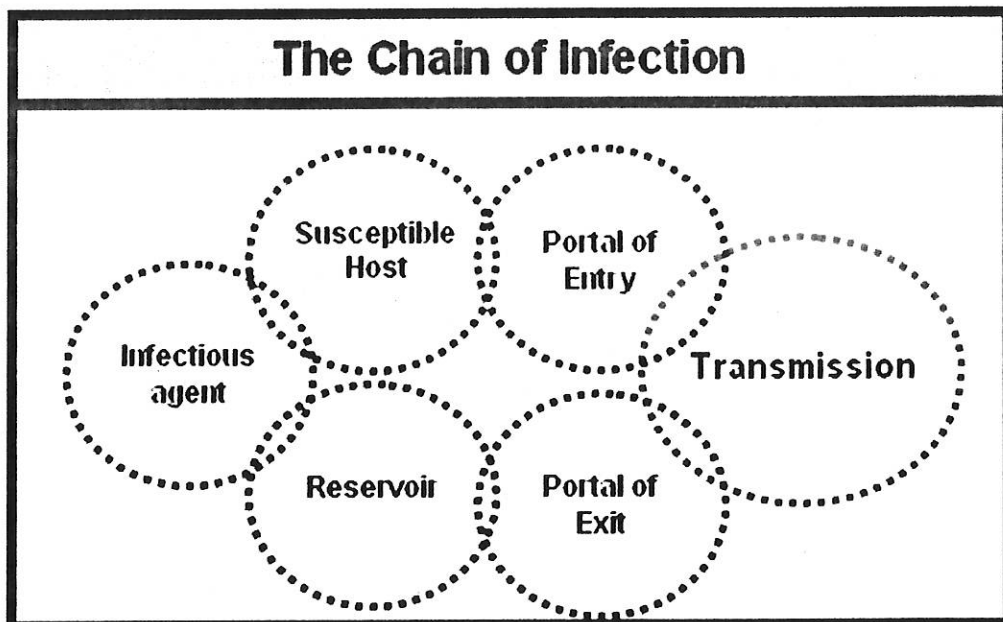 The Chain of Infection
Susceptible
Host
Portal of
Entry
Infectious
agent
Transmission
Reservoir
Portal of
Exit